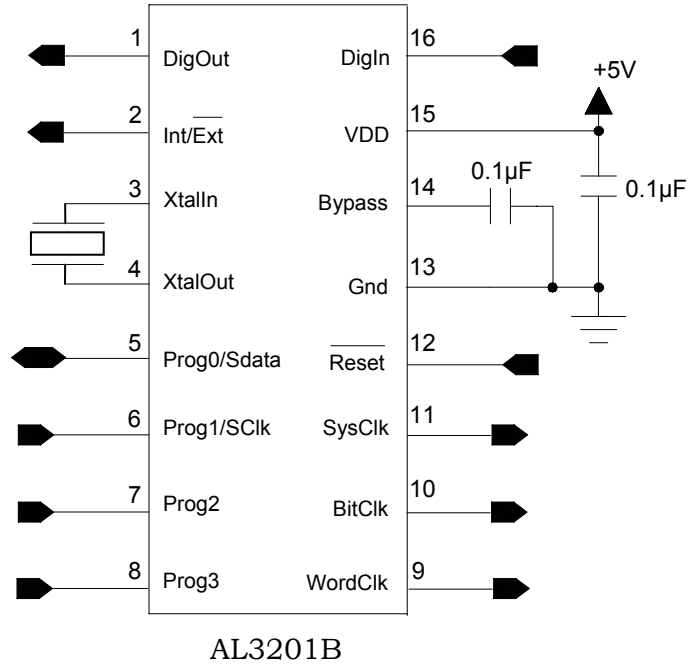 1 DigOut DigIn 16
+5V
2 Int/Ext VDD 15
3 XtalIn Bypass 14 0.1µF 0.1µF
4 XtalOut Gnd 13
5 Prog0/Sdata Reset 12
6 Prog1/SClk SysClk 11
7 Prog2 BitClk 10
8 Prog3 WordClk 9
AL3201B